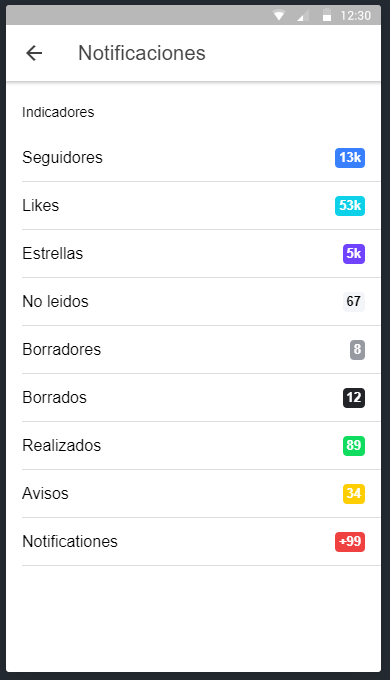 12:30
Notificaciones
Indicadores
Seguidores 13k
Likes 53k
Estrellas 5k
No leidos 67
Borradores 8
Borrados 12
Realizados 89
Avisos 34
Notificationes +99